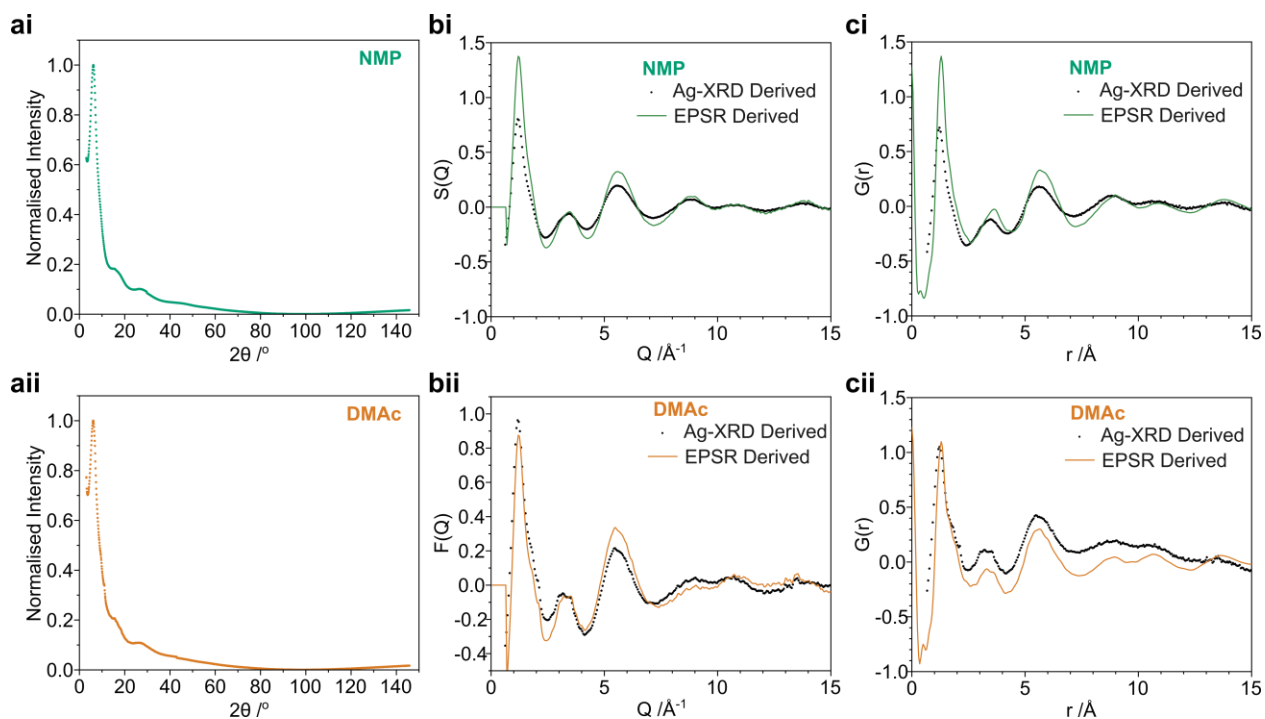 ai
NMP
1.0
0.8
0.6
0.4
0.2
0.0
Normalised Intensity
20 40 60 80 100 120 140
2θ /º
bi
NMP
Ag-XRD Derived
EPSR Derived
1.5
1.0
0.5
0.0
-0.5
-1.0
S(Q)
0 5 10 15
Q /Å⁻¹
ci
NMP
Ag-XRD Derived
EPSR Derived
1.5
1.0
0.5
0.0
-0.5
-1.0
G(r)
0 5 10 15
r /Å
aii
DMAc
1.0
0.8
0.6
0.4
0.2
0.0
Normalised Intensity
20 40 60 80 100 120 140
2θ /º
bii
DMAc
Ag-XRD Derived
EPSR Derived
1.0
0.8
0.6
0.4
0.2
0.0
-0.2
-0.4
F(Q)
0 5 10 15
Q /Å⁻¹
cii
DMAc
Ag-XRD Derived
EPSR Derived
1.5
1.0
0.5
0.0
-0.5
-1.0
G(r)
0 5 10 15
r /Å